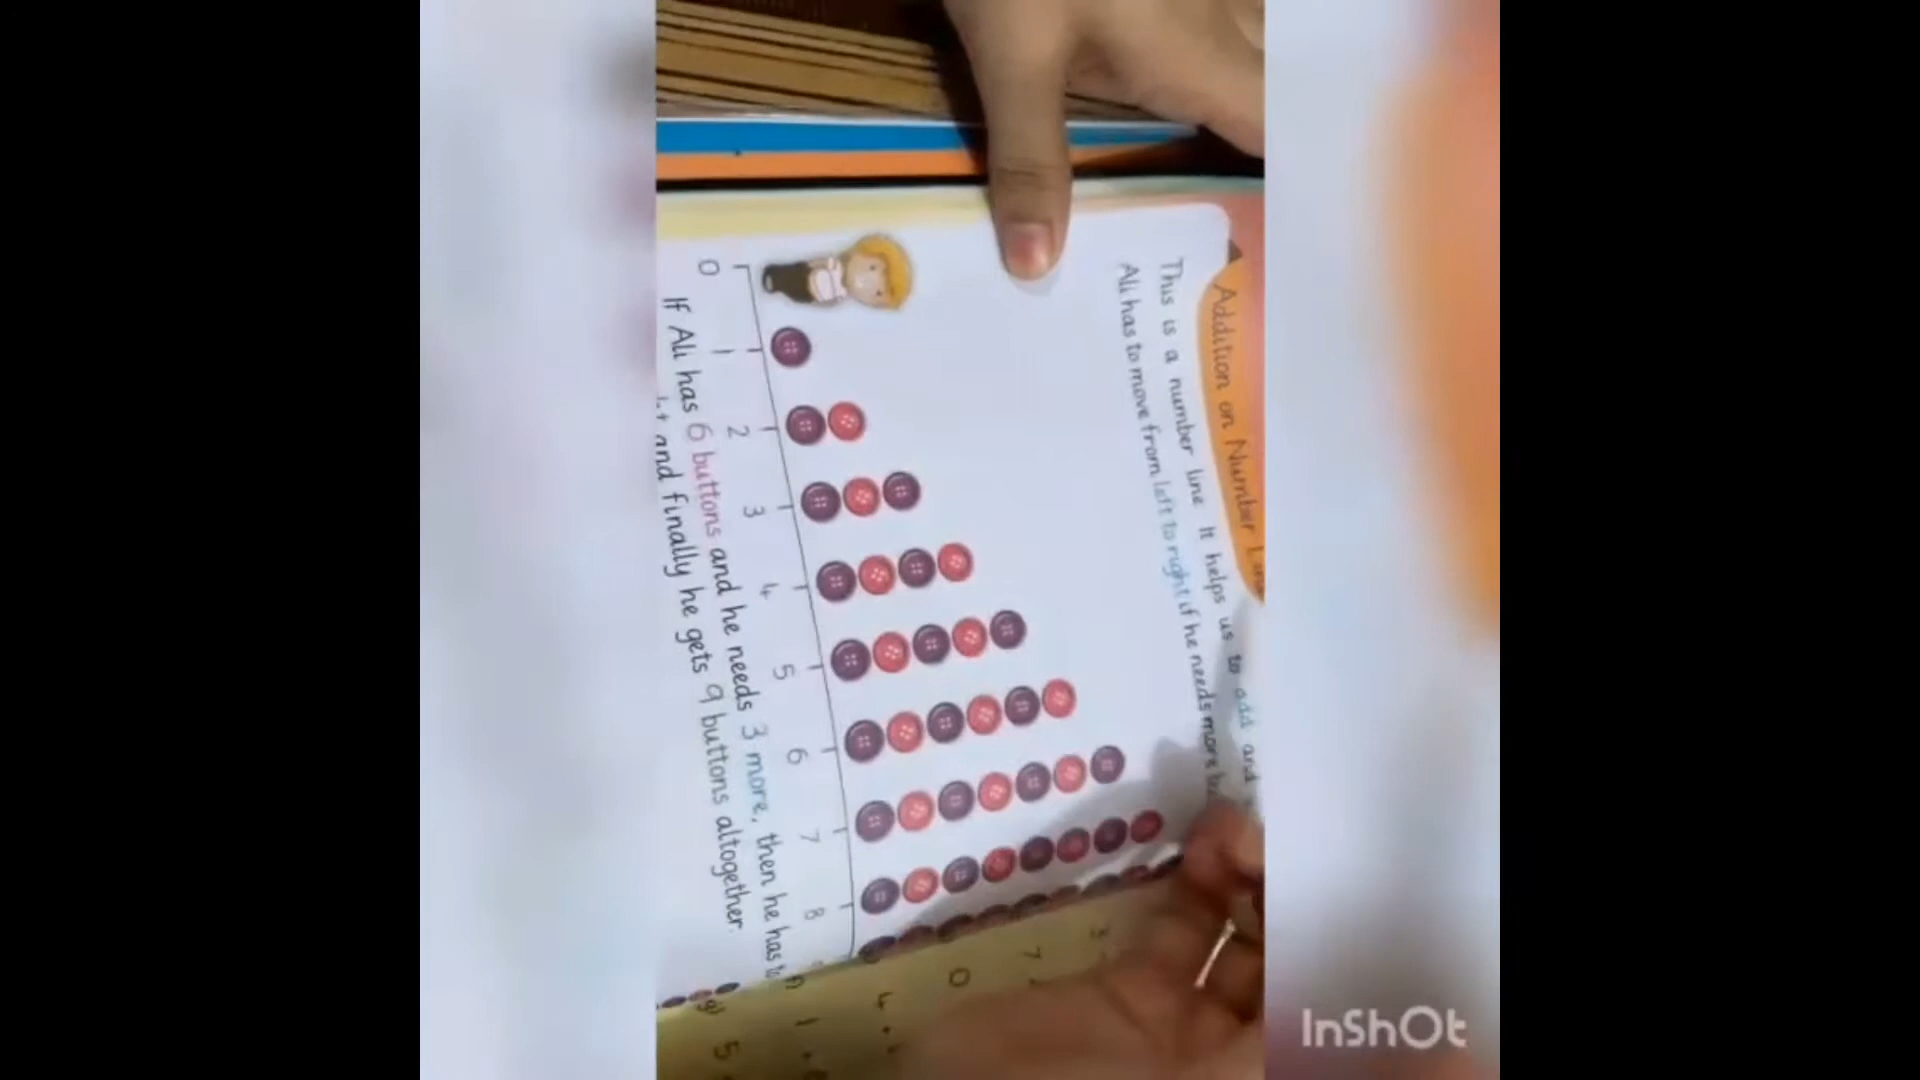 Addition on Number Line
This is a number line. It helps us to add and
Ali has to move from left to right if he needs more
0 1 2 3 4 5 6 7 8
If Ali has 6 buttons and he needs 3 more, then he has to
and finally he gets 9 buttons altogether.
InShOt